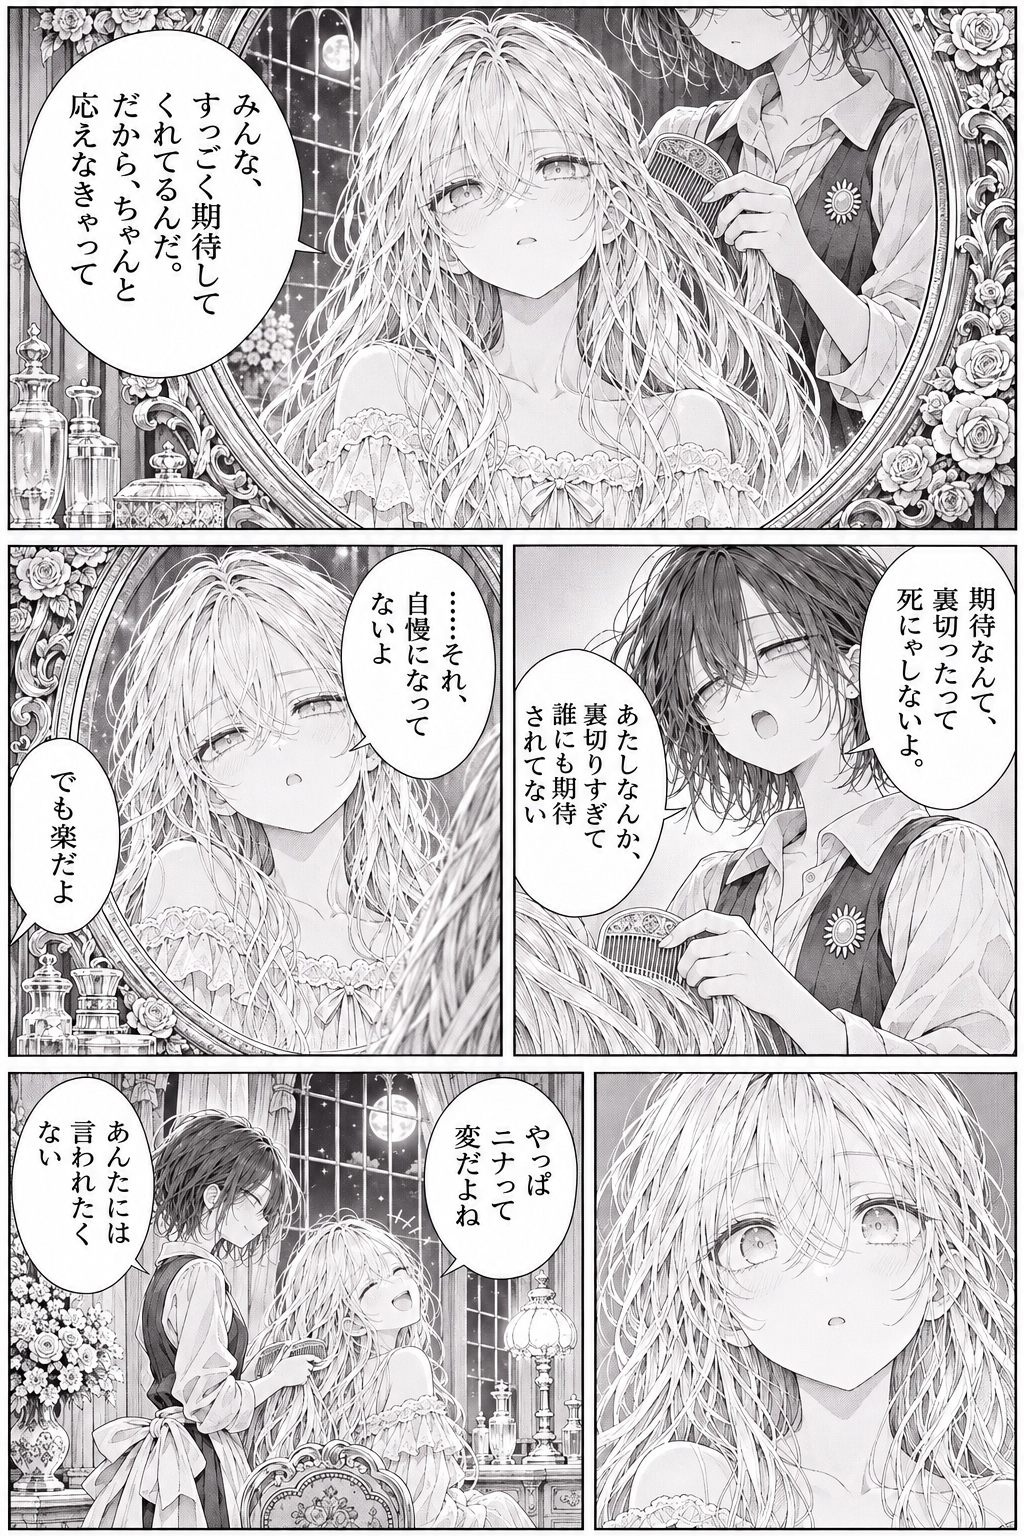 みんな、
すっごく期待して
くれてるんだ。
だから、ちゃんと
応えなきゃって
期待なんて、
裏切ったって
死にゃしないよ。
あたしなんか、
裏切りすぎて
誰にも期待
されてない
……それ、
自慢になって
ないよ
でも楽だよ
やっぱ
ニナって
変だよね
あんたには
言われたく
ない